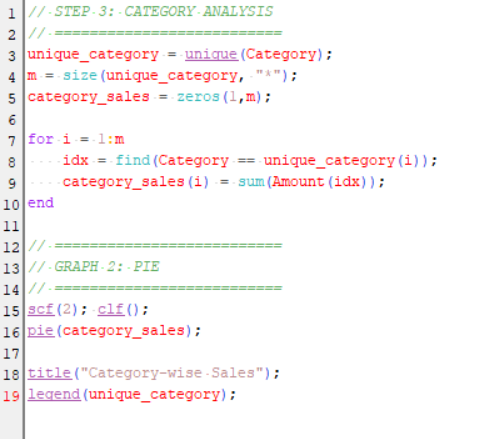 1 // STEP 3: CATEGORY ANALYSIS
2 // ==========================
3 unique_category = unique(Category);
4 m = size(unique_category, "*");
5 category_sales = zeros(1,m);
6
7 for i = 1:m
8     idx = find(Category == unique_category(i));
9     category_sales(i) = sum(Amount(idx));
10 end
11
12 // ==========================
13 // GRAPH 2: PIE
14 // ==========================
15 scf(2); clf();
16 pie(category_sales);
17
18 title("Category-wise Sales");
19 legend(unique_category);